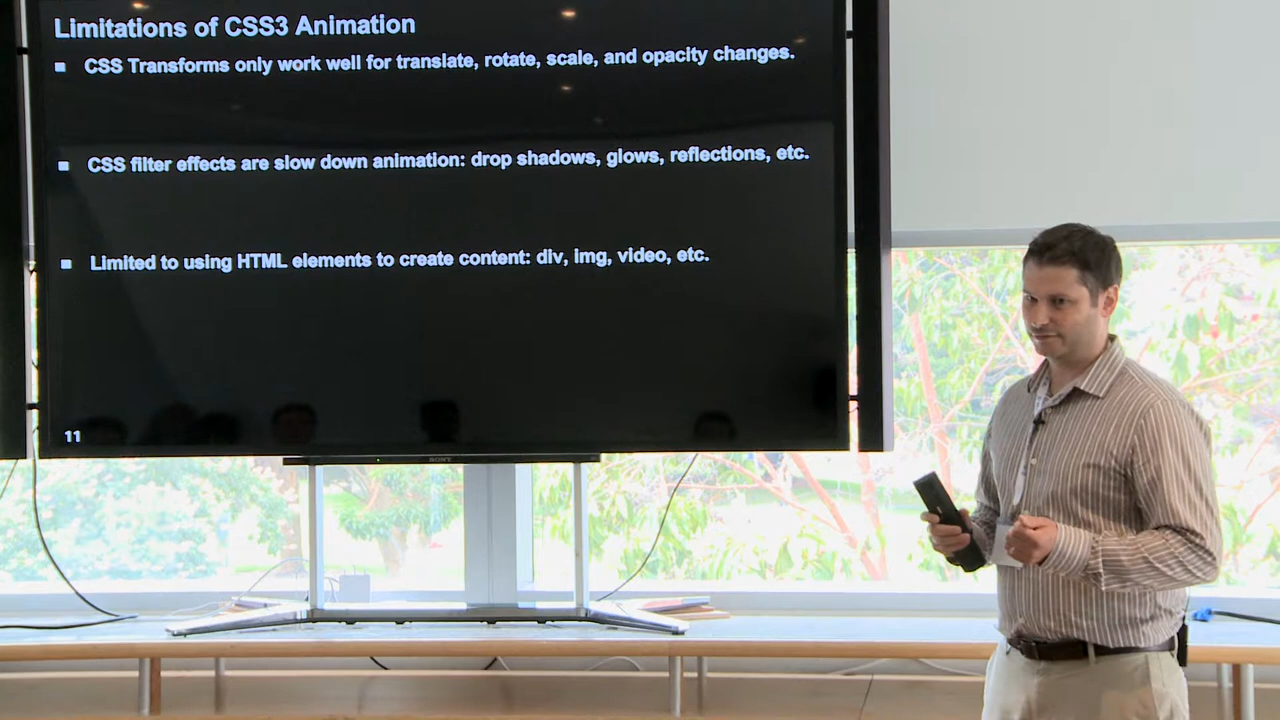 Limitations of CSS3 Animation
CSS Transforms only work well for translate, rotate, scale, and opacity changes.
CSS filter effects are slow down animation: drop shadows, glows, reflections, etc.
Limited to using HTML elements to create content: div, img, video, etc.
11
SONY